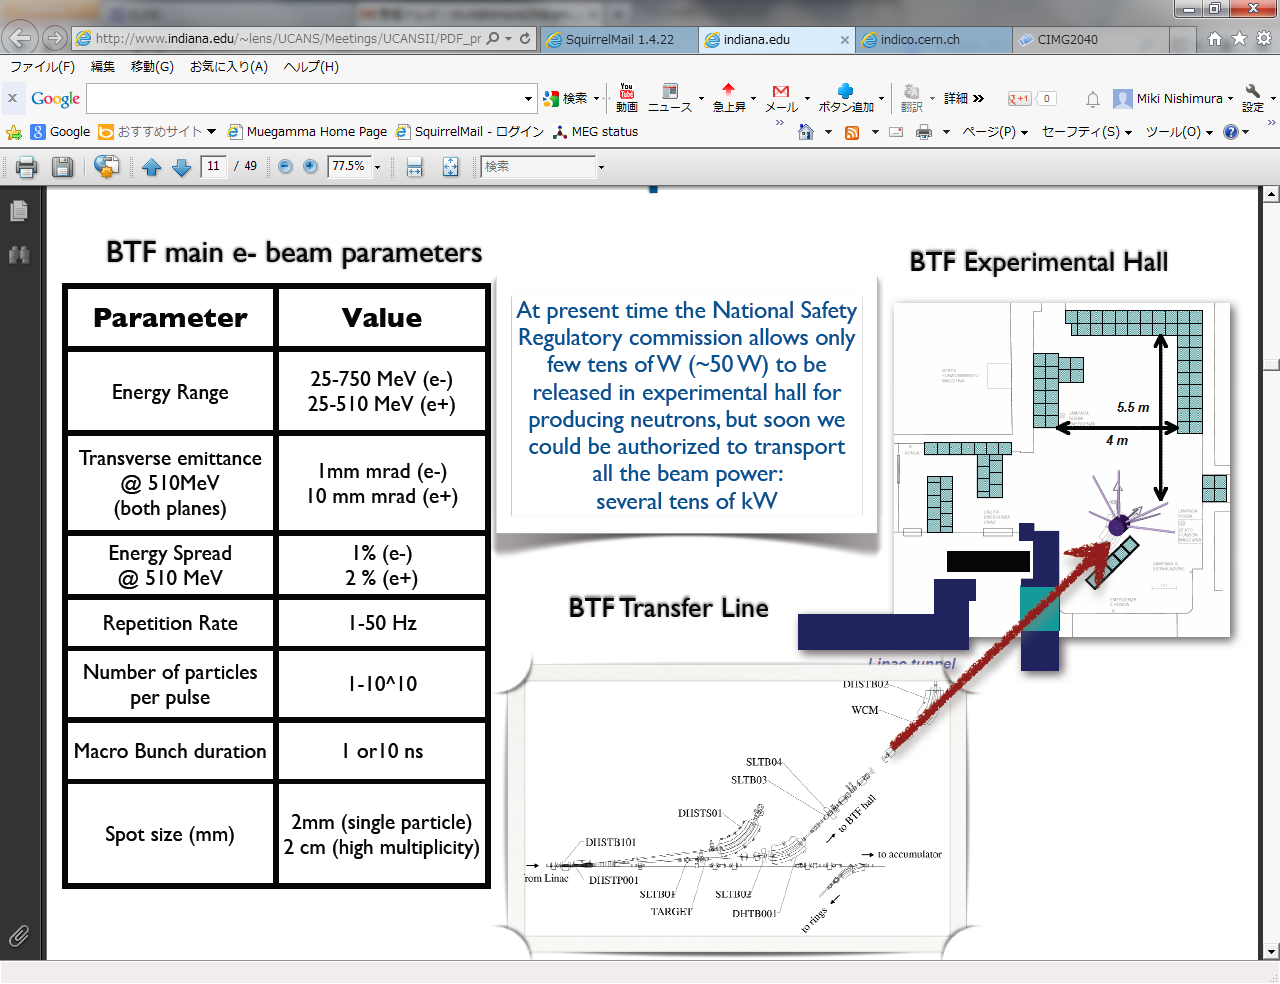 http://www.indiana.edu/~lens/UCANS/Meetings/UCANSII/PDF_pr
SquirrelMail 1.4.22
indiana.edu
indico.cern.ch
CIMG2040
ファイル(F) 編集 移動(G) お気に入り(A) ヘルプ(H)
x Google 検索 動画 ニュース 急上昇 メール ボタン追加 翻訳 詳細 +1 0 Miki Nishimura 設定
Google おすすめサイト Muegamma Home Page SquirrelMail - ログイン MEG status ページ(P) セーフティ(S) ツール(O)
11 / 49 77.5% 検索
BTF main e- beam parameters
Parameter Value
Energy Range
25-750 MeV (e-)
25-510 MeV (e+)
Transverse emittance
@ 510MeV
(both planes)
1mm mrad (e-)
10 mm mrad (e+)
Energy Spread
@ 510 MeV
1% (e-)
2 % (e+)
Repetition Rate 1-50 Hz
Number of particles
per pulse
1-10^10
Macro Bunch duration 1 or10 ns
Spot size (mm)
2mm (single particle)
2 cm (high multiplicity)
At present time the National Safety
Regulatory commission allows only
few tens of W (~50 W) to be
released in experimental hall for
producing neutrons, but soon we
could be authorized to transport
all the beam power:
several tens of kW
BTF Experimental Hall
5.5 m
4 m
BTF Transfer Line
Linac tunnel
DHSTB02
WCM
SLTB04
SLTB03
DHSTS01
to BTF hall
DHSTB101
to accumulator
rom Linac
DHSTP001
SLTB01
SLTB02
TARGET
DHTB001
to rings